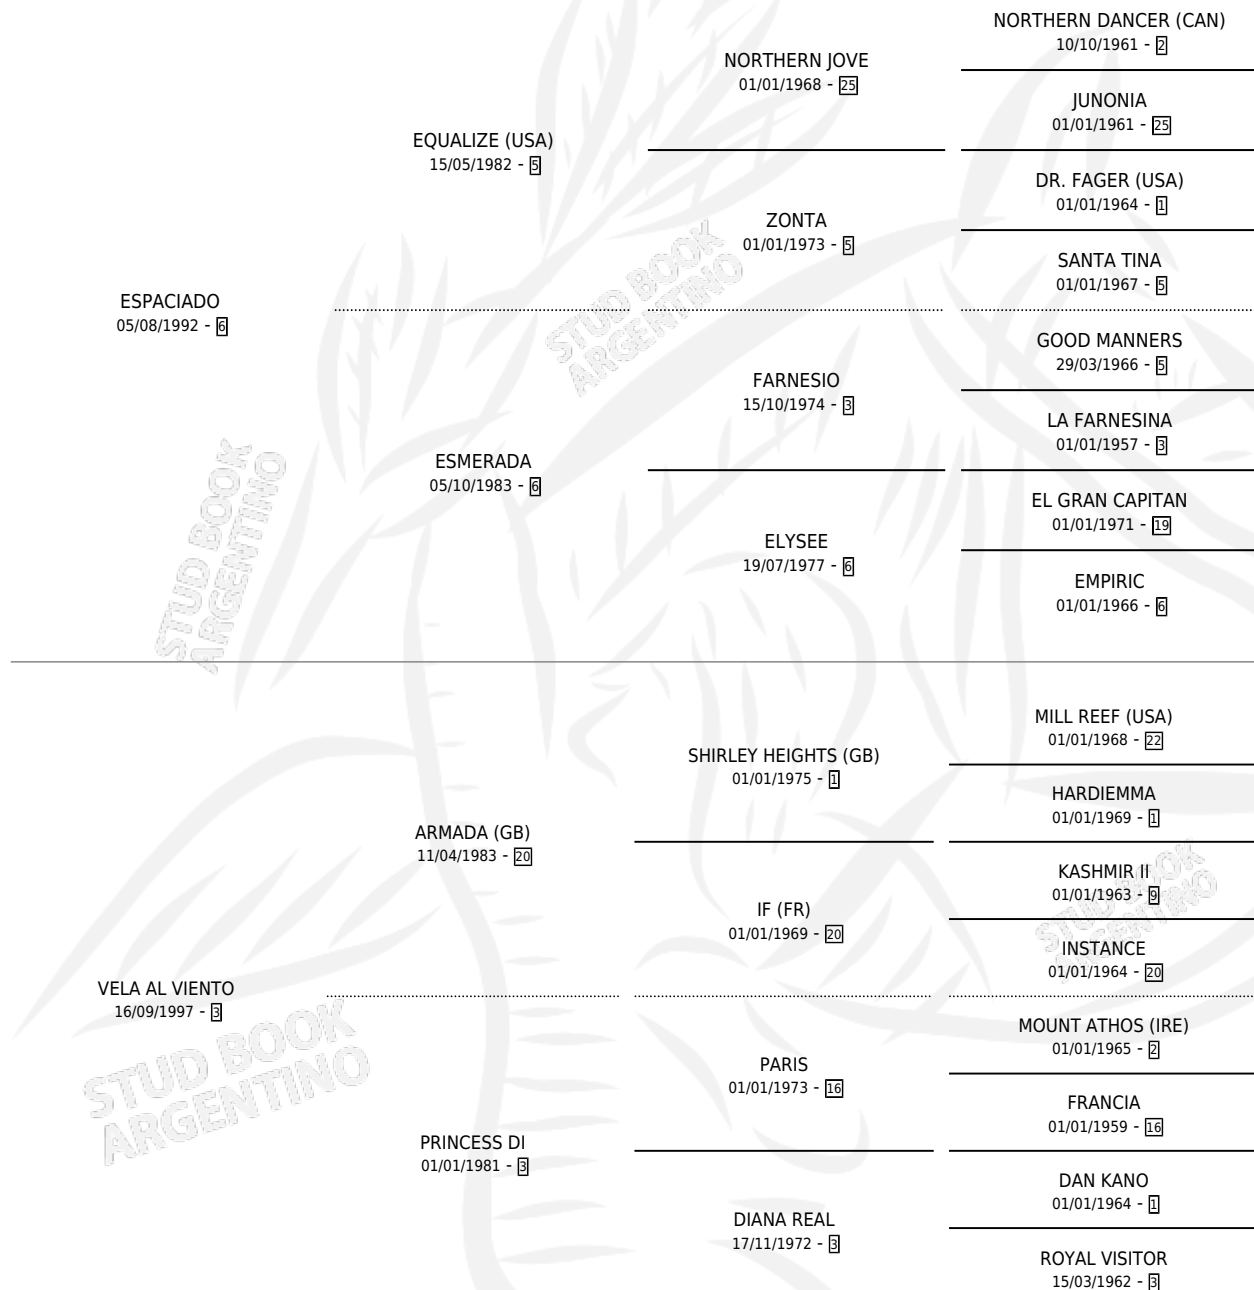 NORTHERN DANCER (CAN)
10/10/1961 - 2
NORTHERN JOVE
01/01/1968 - 25
JUNONIA
01/01/1961 - 25
EQUALIZE (USA)
15/05/1982 - 5
DR. FAGER (USA)
01/01/1964 - 1
ZONTA
01/01/1973 - 5
SANTA TINA
01/01/1967 - 5
ESPACIADO
05/08/1992 - 6
STUD BOOK
ARGENTINO
GOOD MANNERS
29/03/1966 - 5
FARNESIO
15/10/1974 - 3
LA FARNESINA
01/01/1957 - 3
ESMERADA
05/10/1983 - 6
EL GRAN CAPITAN
01/01/1971 - 19
ELYSEE
19/07/1977 - 6
EMPIRIC
01/01/1966 - 6
STUD BOOK
ARGENTINO
MILL REEF (USA)
01/01/1968 - 22
SHIRLEY HEIGHTS (GB)
01/01/1975 - 1
HARDIEMMA
01/01/1969 - 1
ARMADA (GB)
11/04/1983 - 20
KASHMIR II
01/01/1963 - 9
IF (FR)
01/01/1969 - 20
INSTANCE
01/01/1964 - 20
STUD BOOK
ARGENTINO
VELA AL VIENTO
16/09/1997 - 3
MOUNT ATHOS (IRE)
01/01/1965 - 2
PARIS
01/01/1973 - 16
FRANCIA
01/01/1959 - 16
STUD BOOK
ARGENTINO
PRINCESS DI
01/01/1981 - 3
DAN KANO
01/01/1964 - 1
DIANA REAL
17/11/1972 - 3
ROYAL VISITOR
15/03/1962 - 3